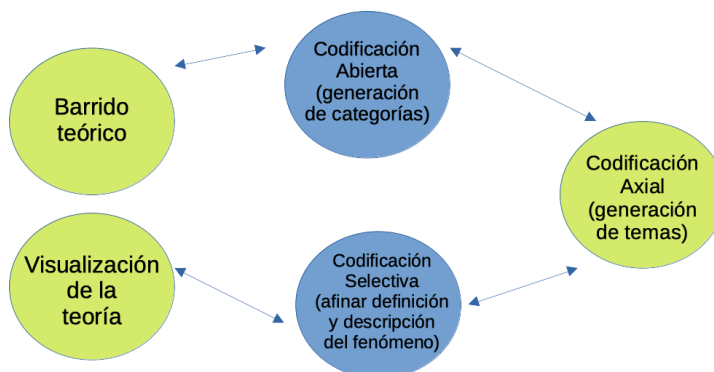 Barrido
teórico
Codificación
Abierta
(generación
de categorías)
Codificación
Axial
(generación
de temas)
Codificación
Selectiva
(afinar definición
y descripción
del fenómeno)
Visualización
de la
teoría